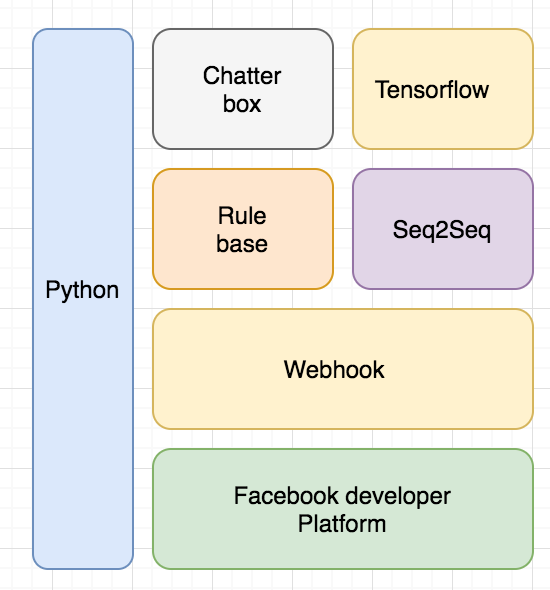 Chatter
box
Tensorflow
Rule
base
Seq2Seq
Python
Webhook
Facebook developer
Platform